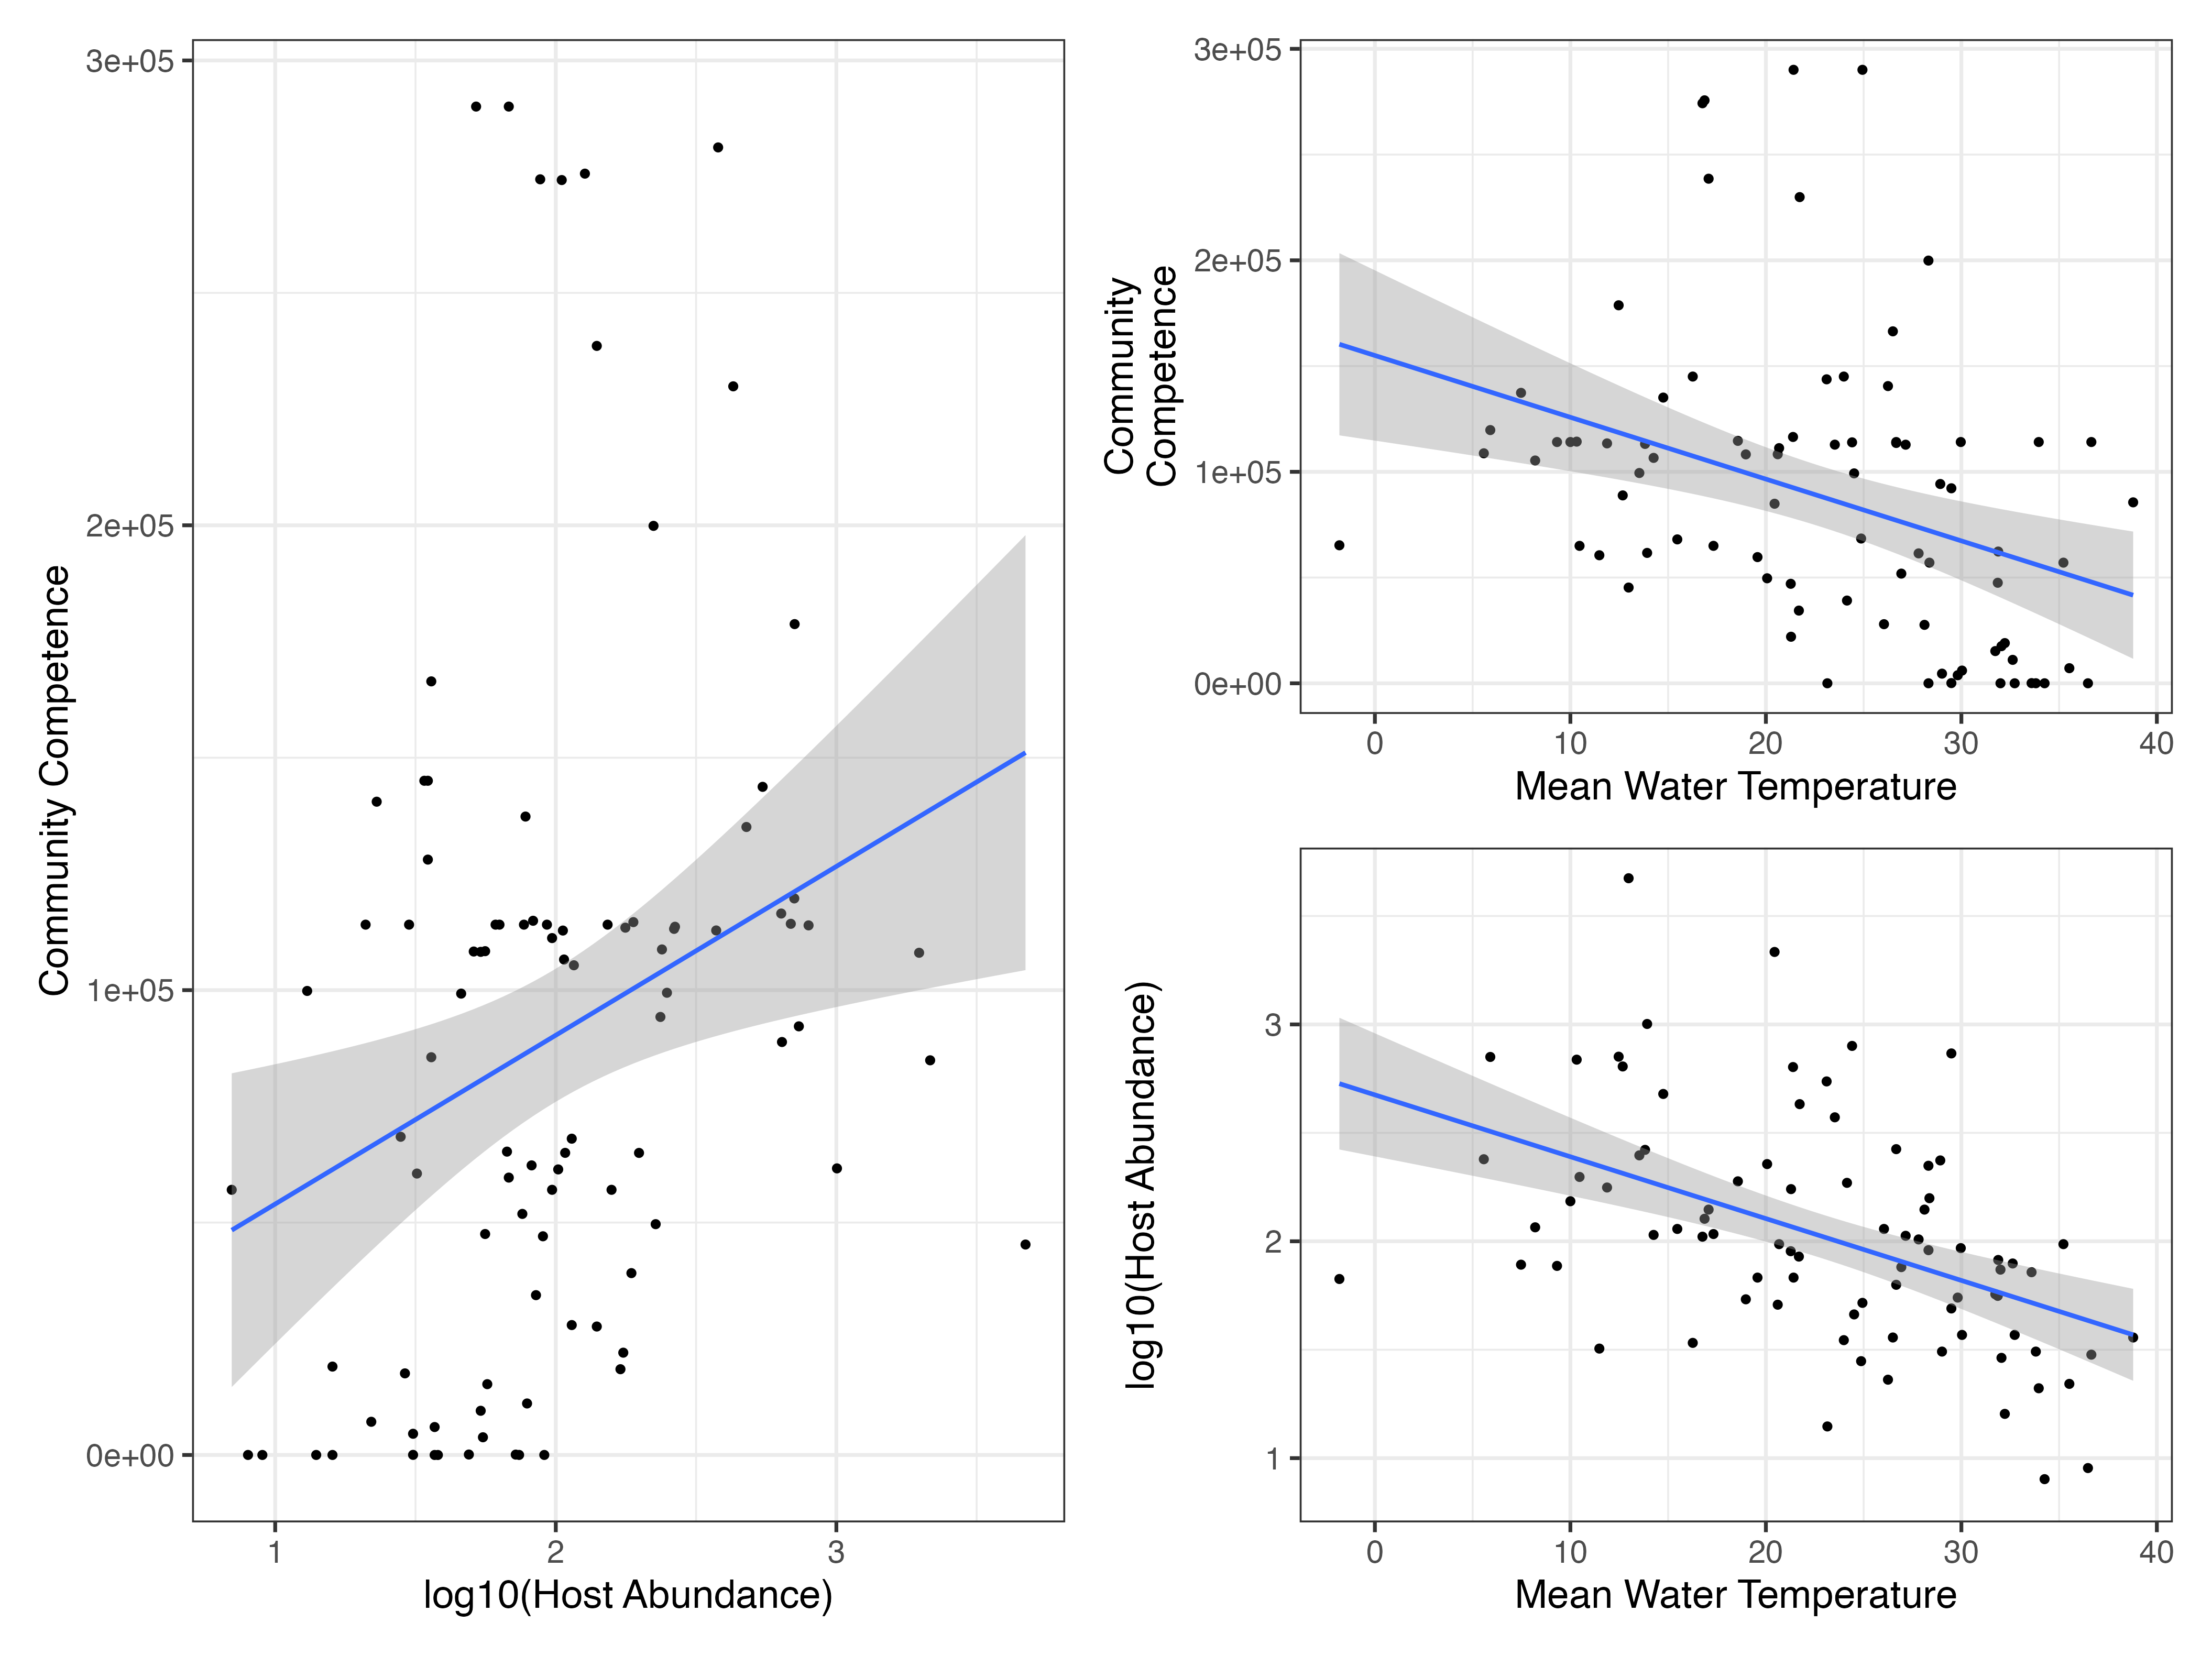 3e+05
2e+05
1e+05
0e+00
Community Competence
1
2
3
log10(Host Abundance)
3e+05
2e+05
1e+05
0e+00
Community
Competence
0
10
20
30
40
Mean Water Temperature
3
2
1
log10(Host Abundance)
0
10
20
30
40
Mean Water Temperature